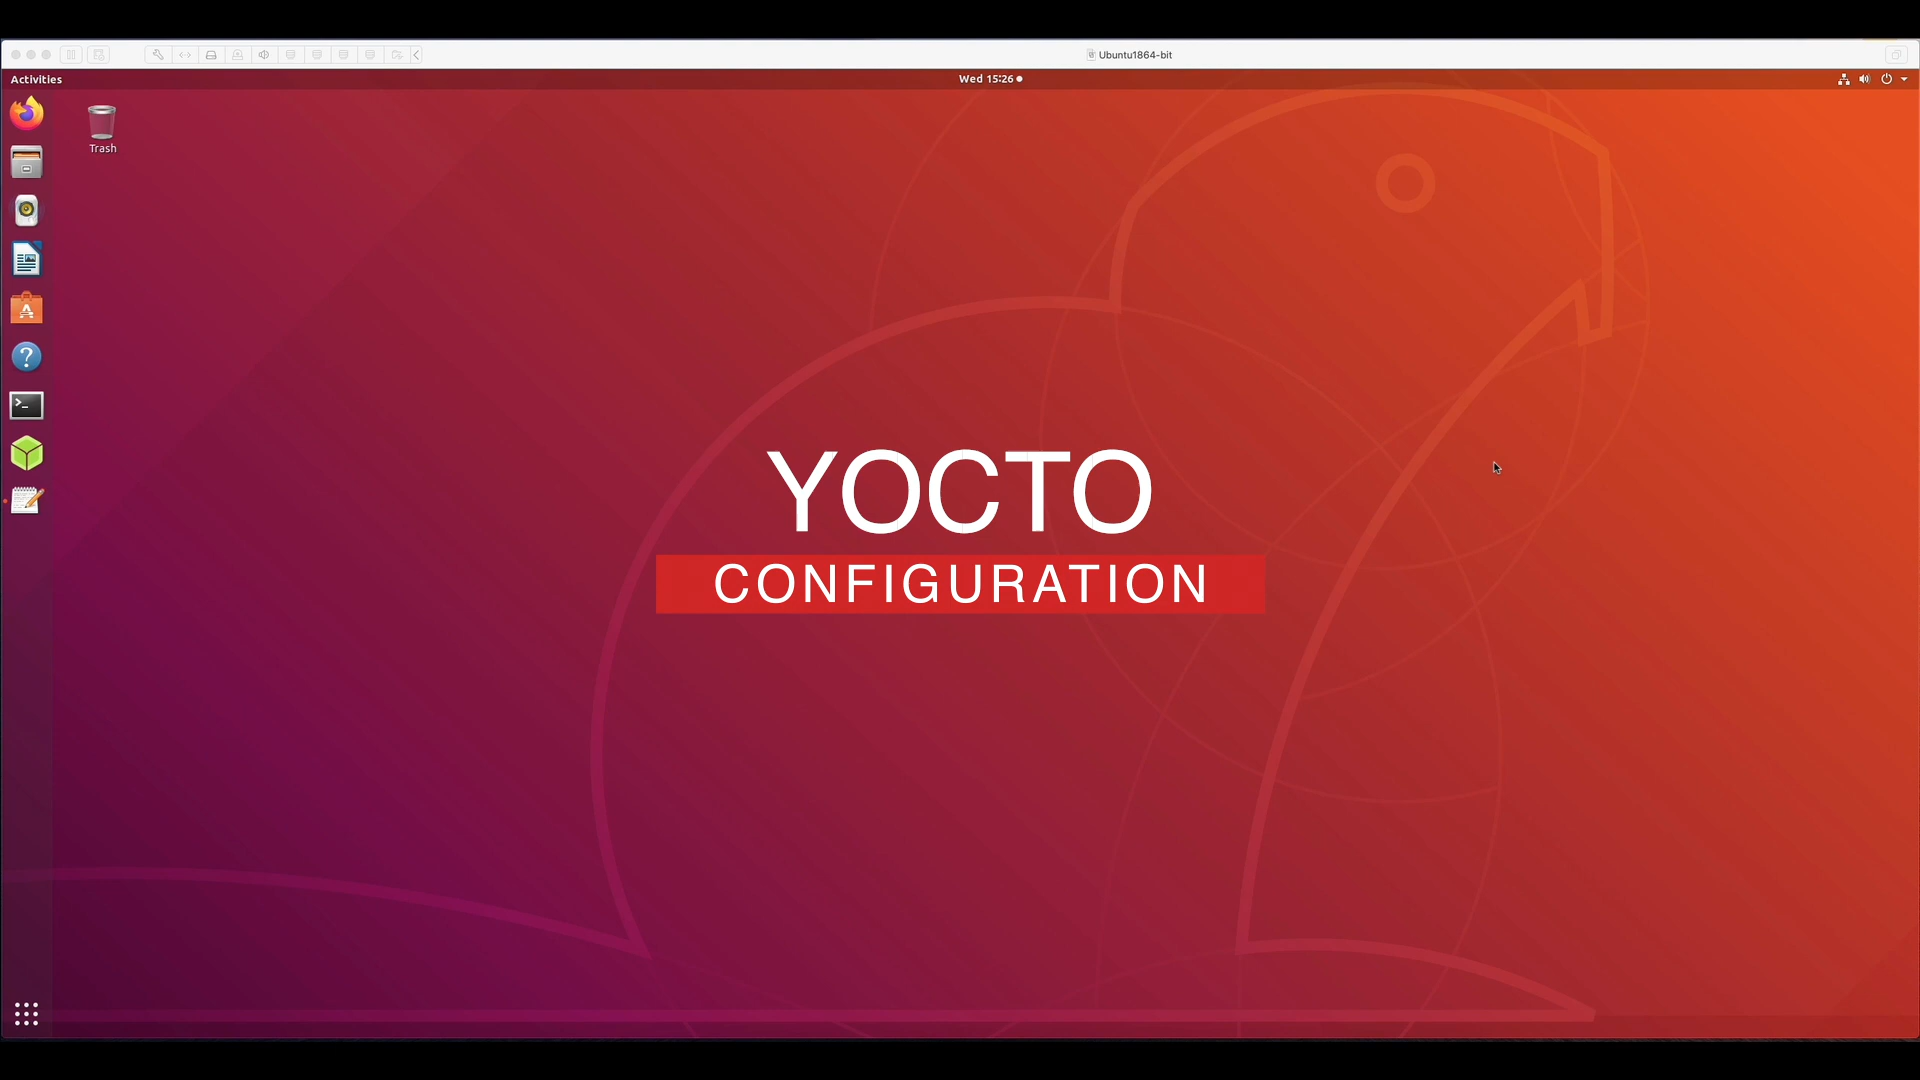 Ubuntu1864-bit
Activities
Wed 15:26
Trash
YOCTO
CONFIGURATION